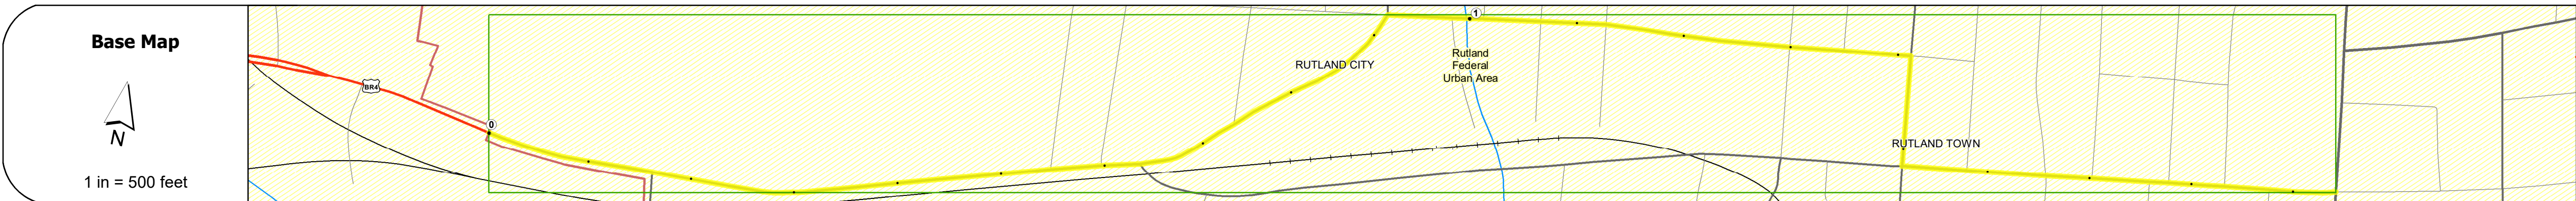 Base Map
N
1 in = 500 feet
BR4
0
RUTLAND CITY
1
Rutland
Federal
Urban Area
RUTLAND TOWN